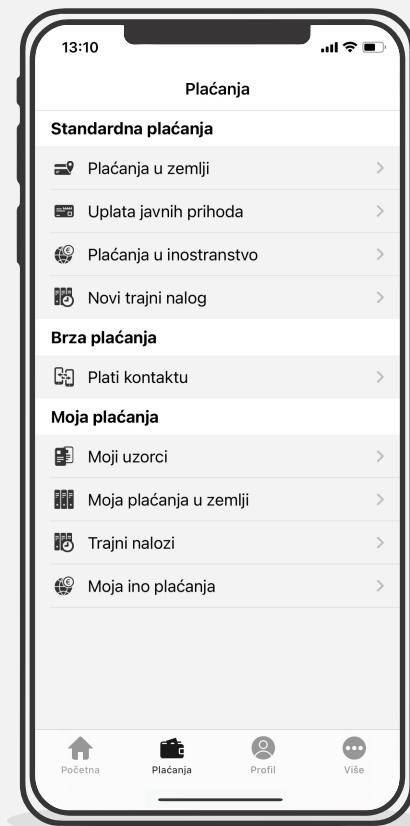 13:10
Plaćanja
Standardna plaćanja
Plaćanja u zemlji
Uplata javnih prihoda
Plaćanja u inostranstvo
Novi trajni nalog
Brza plaćanja
Plati kontaktu
Moja plaćanja
Moji uzorci
Moja plaćanja u zemlji
Trajni nalozi
Moja ino plaćanja
Početna Plaćanja Profil Više